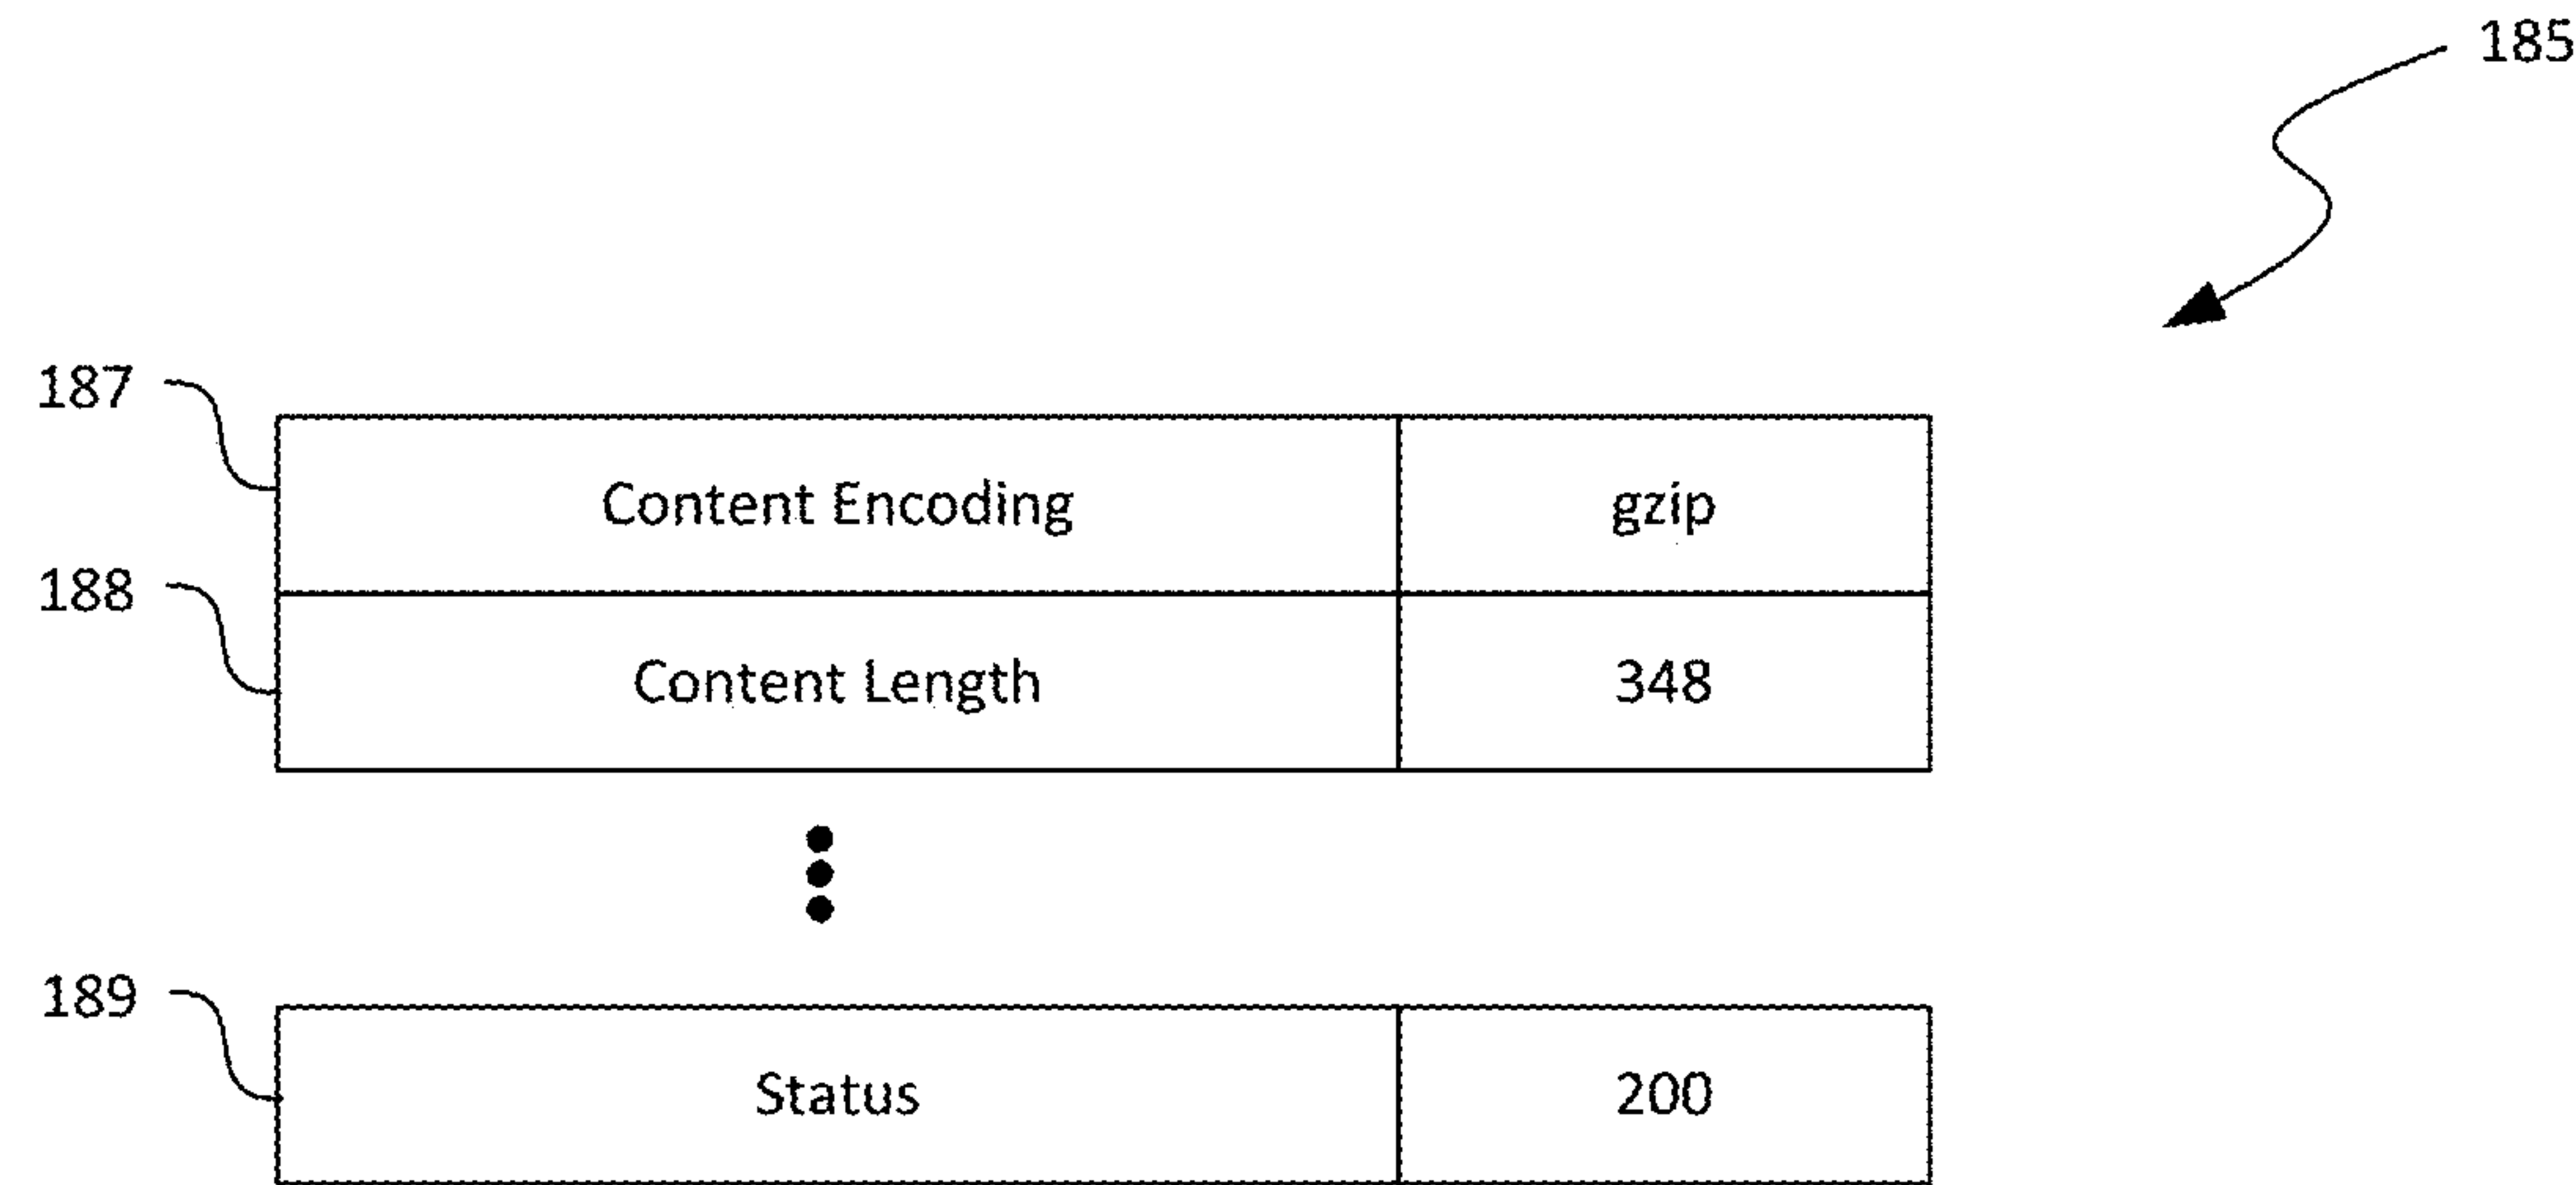 185
187
Content Encoding gzip
188
Content Length 348
189
Status 200